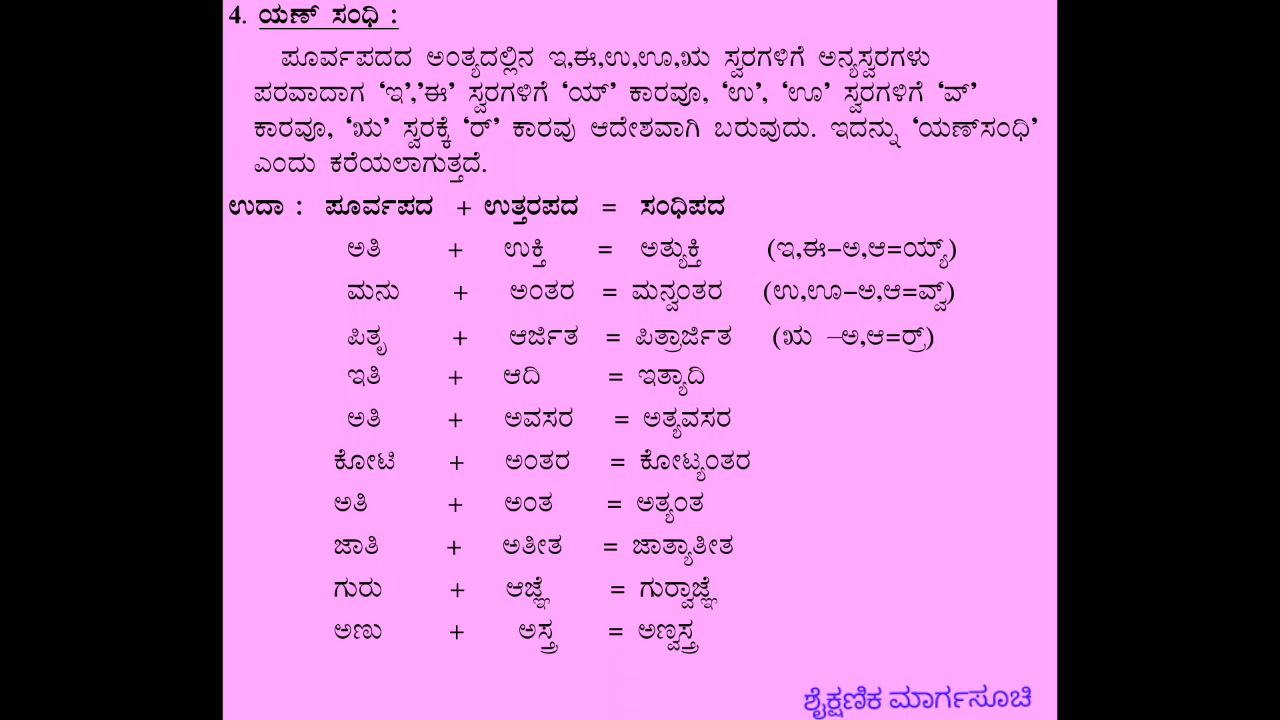 4. ಯಣ್ ಸಂಧಿ :
ಪೂರ್ವಪದದ ಅಂತ್ಯದಲ್ಲಿನ ಇ,ಈ,ಉ,ಊ,ಋ ಸ್ವರಗಳಿಗೆ ಅನ್ಯಸ್ವರಗಳು
ಪರವಾದಾಗ ‘ಇ’,’ಈ’ ಸ್ವರಗಳಿಗೆ ‘ಯ್’ ಕಾರವೂ, ‘ಉ’, ‘ಊ’ ಸ್ವರಗಳಿಗೆ ‘ವ್’
ಕಾರವೂ, ‘ಋ’ ಸ್ವರಕ್ಕೆ ‘ರ್’ ಕಾರವು ಆದೇಶವಾಗಿ ಬರುವುದು. ಇದನ್ನು ‘ಯಣ್‌ಸಂಧಿ’
ಎಂದು ಕರೆಯಲಾಗುತ್ತದೆ.
ಉದಾ : ಪೂರ್ವಪದ + ಉತ್ತರಪದ = ಸಂಧಿಪದ
ಅತಿ + ಉಕ್ತಿ = ಅತ್ಯುಕ್ತಿ (ಇ,ಈ–ಅ,ಆ=ಯ್ಯ್)
ಮನು + ಅಂತರ = ಮನ್ವಂತರ (ಉ,ಊ–ಅ,ಆ=ವ್ವ್)
ಪಿತೃ + ಆರ್ಜಿತ = ಪಿತ್ರಾರ್ಜಿತ (ಋ –ಅ,ಆ=ರ್ರ್)
ಇತಿ + ಆದಿ = ಇತ್ಯಾದಿ
ಅತಿ + ಅವಸರ = ಅತ್ಯವಸರ
ಕೋಟಿ + ಅಂತರ = ಕೋಟ್ಯಂತರ
ಅತಿ + ಅಂತ = ಅತ್ಯಂತ
ಜಾತಿ + ಅತೀತ = ಜಾತ್ಯಾತೀತ
ಗುರು + ಆಜ್ಞೆ = ಗುರ‍್ವಾಜ್ಞೆ
ಅಣು + ಅಸ್ತ್ರ = ಅಣ್ವಸ್ತ್ರ
ಶೈಕ್ಷಣಿಕ ಮಾರ್ಗಸೂಚಿ